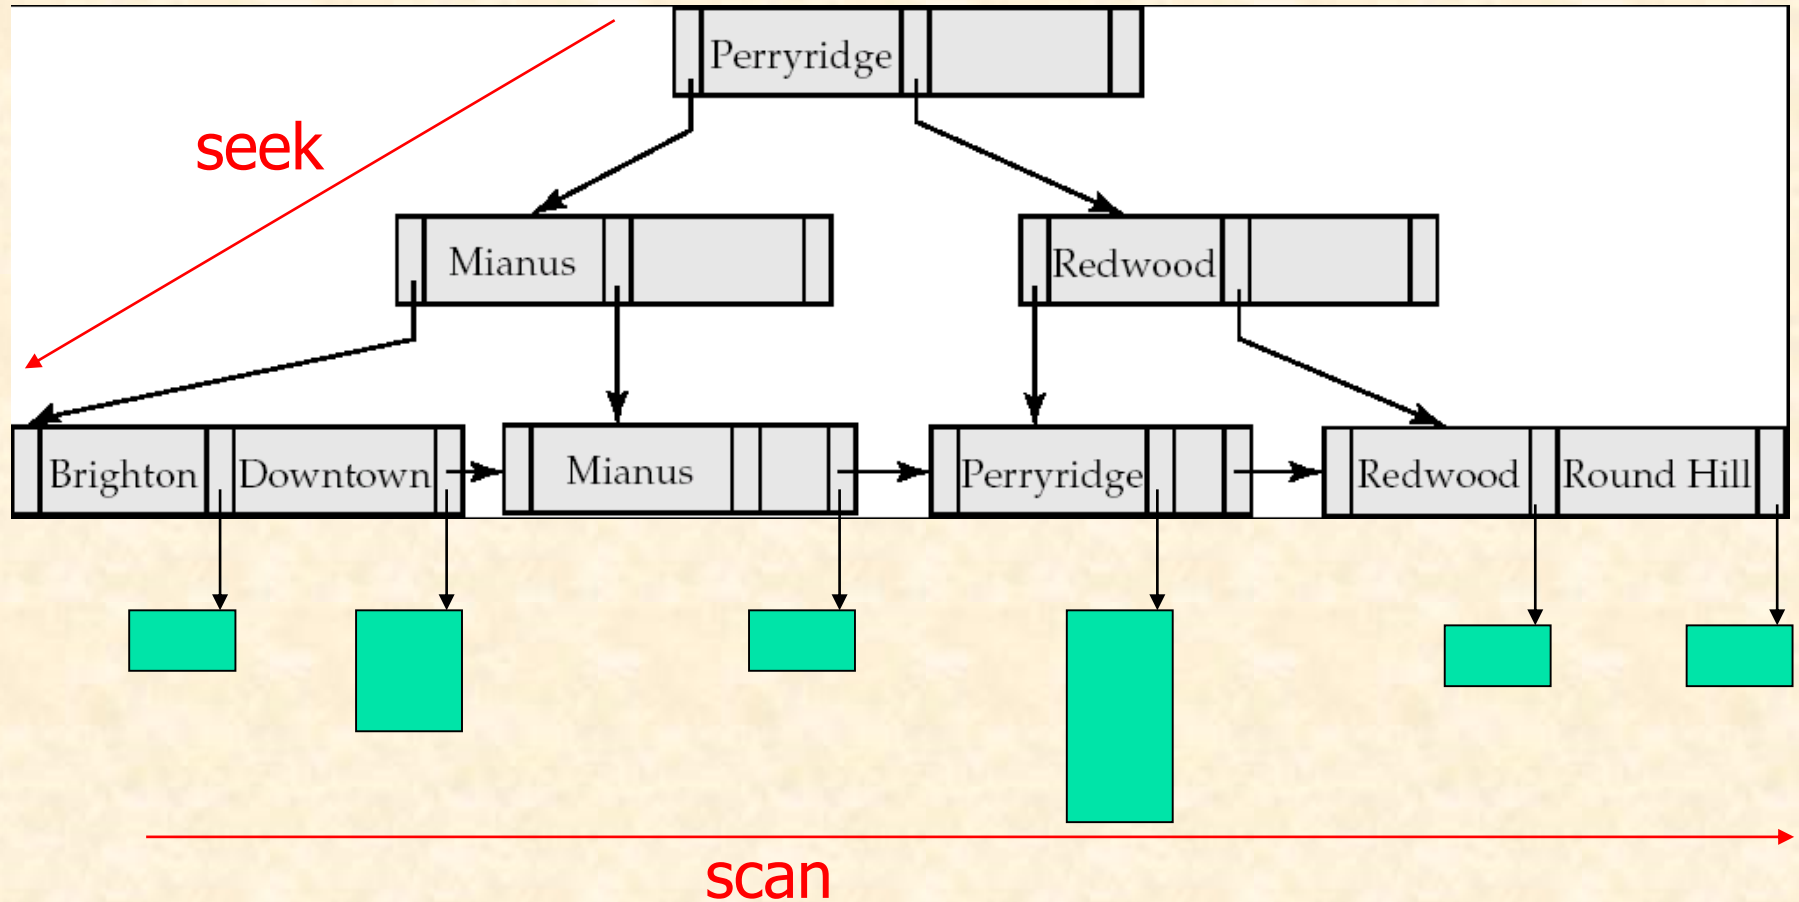 Perryridge
seek
Mianus
Redwood
Brighton Downtown Mianus Perryridge Redwood Round Hill
scan